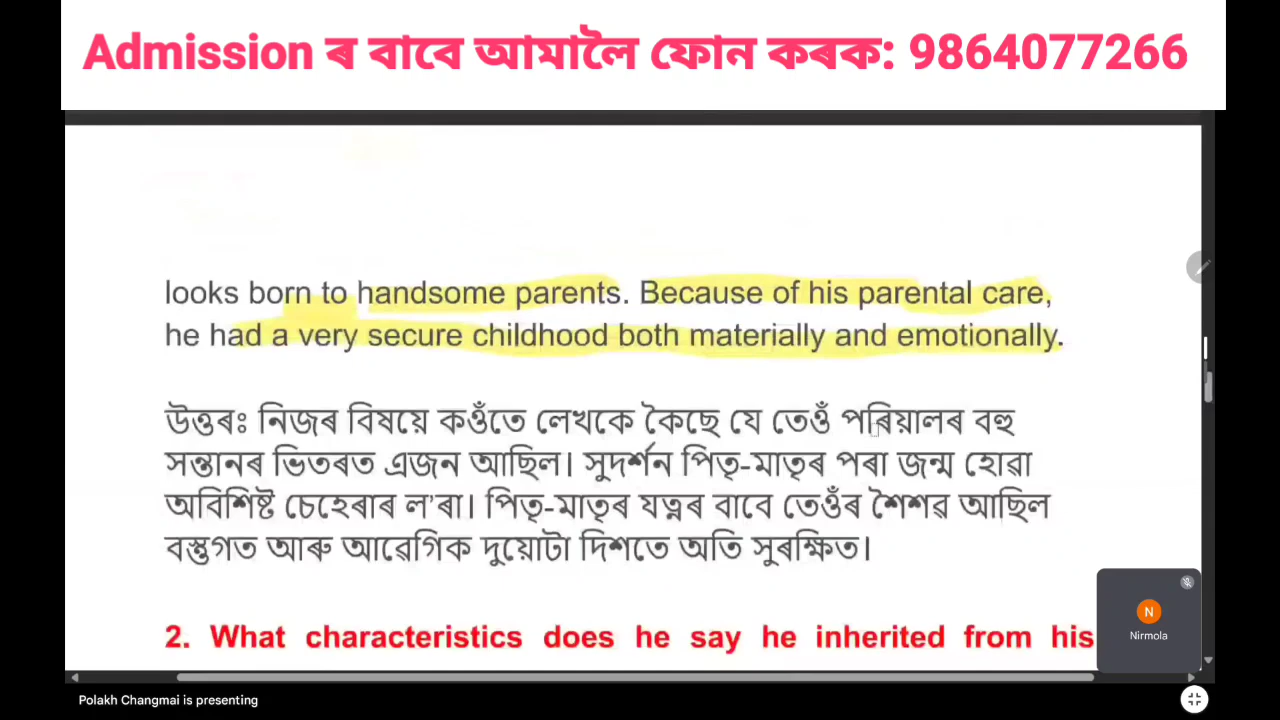 Admission ৰ বাবে আমালৈ ফোন কৰক: 9864077266
looks born to handsome parents. Because of his parental care,
he had a very secure childhood both materially and emotionally.
উত্তৰঃ নিজৰ বিষয়ে কওঁতে লেখকে কৈছে যে তেওঁ পৰিয়ালৰ বহু
সন্তানৰ ভিতৰত এজন আছিল। সুদৰ্শন পিতৃ-মাতৃৰ পৰা জন্ম হোৱা
অবিশিষ্ট চেহেৰাৰ ল'ৰা। পিতৃ-মাতৃৰ যত্নৰ বাবে তেওঁৰ শৈশৱ আছিল
বস্তুগত আৰু আৱেগিক দুয়োটা দিশতে অতি সুৰক্ষিত।
2. What characteristics does he say he inherited from his
N
Nirmola
Polakh Changmai is presenting